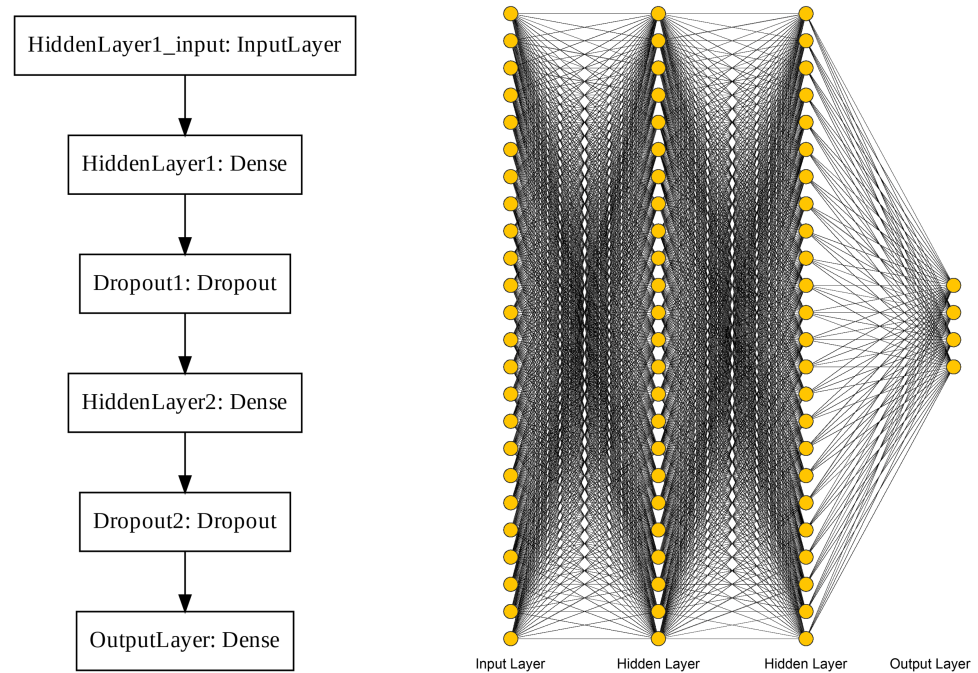 HiddenLayer1_input: InputLayer
HiddenLayer1: Dense
Dropout1: Dropout
HiddenLayer2: Dense
Dropout2: Dropout
OutputLayer: Dense
Input Layer
Hidden Layer
Hidden Layer
Output Layer